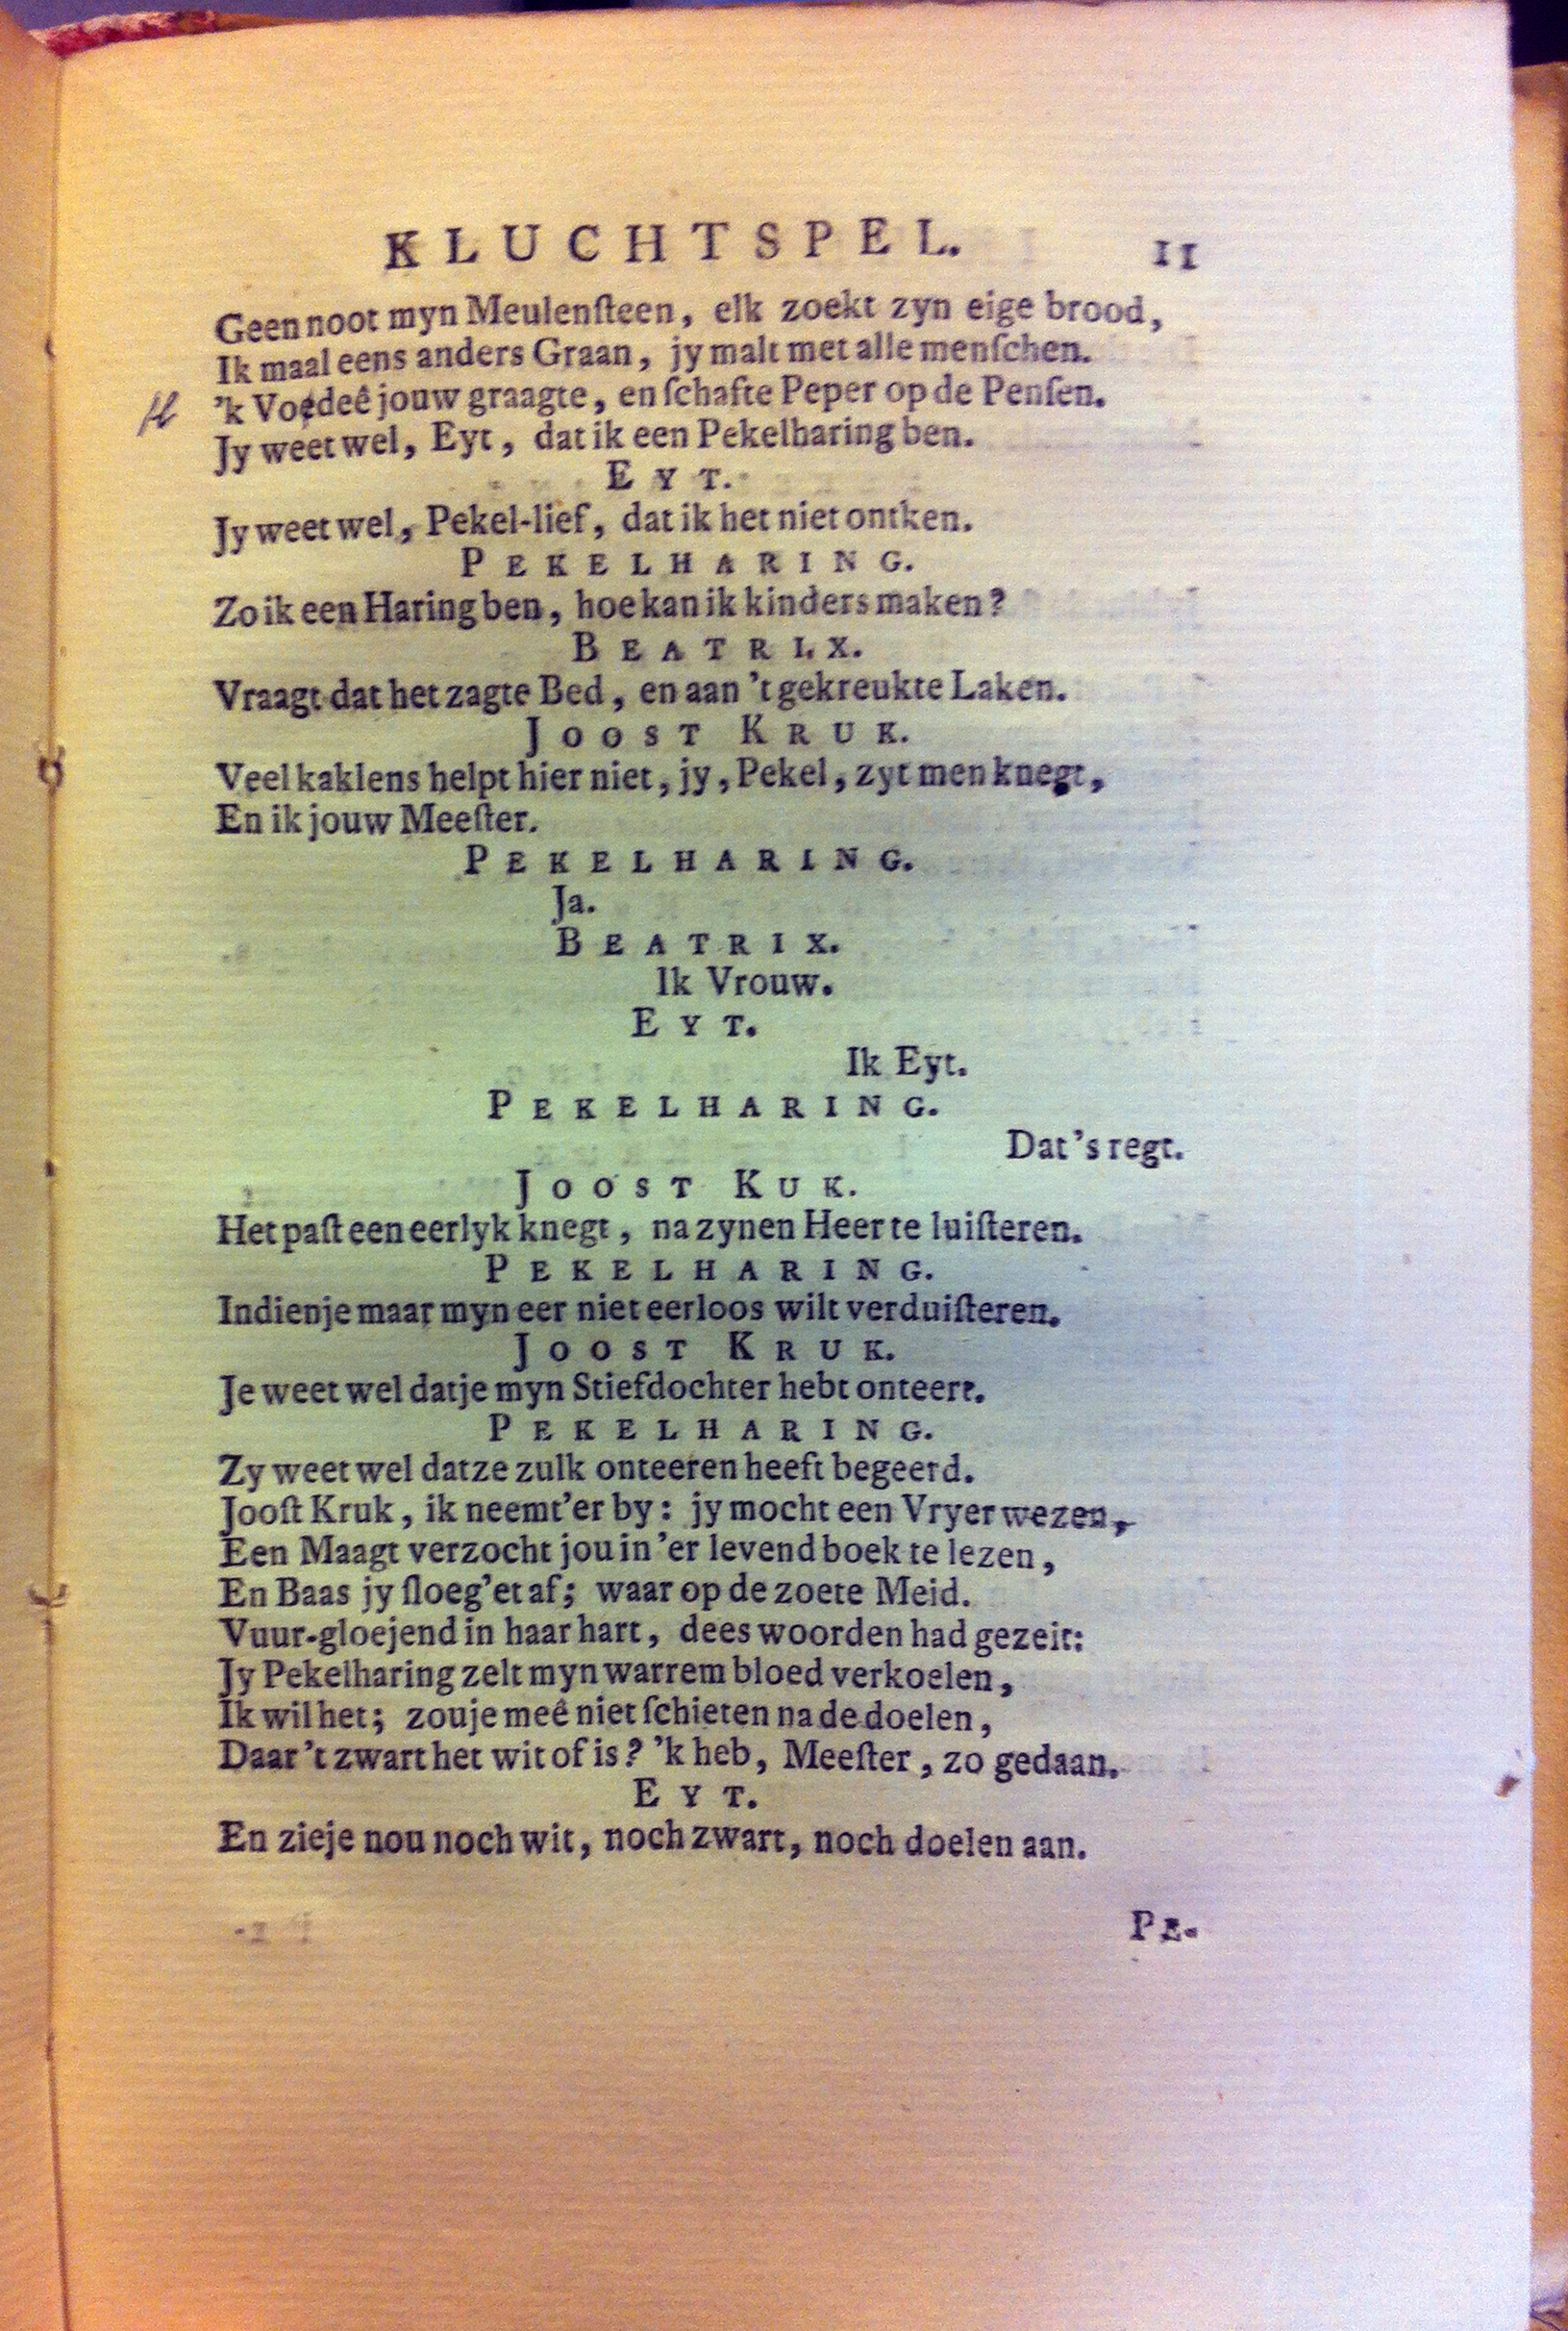 KLUCHTSPEL. 11
Geen noot myn Meulenſteen, elk zoekt zyn eige brood,
Ik maal eens anders Graan, jy malt met alle menſchen.
'k Voedeê jouw graagte, en ſchafte Peper op de Penſen.
Jy weet wel, Eyt, dat ik een Pekelharing ben.
EYT.
Jy weet wel, Pekel-lief, dat ik het niet ontken.
PEKELHARING.
Zo ik een Haring ben, hoe kan ik kinders maken?
BEATRIX.
Vraagt dat het zagte Bed, en aan 't gekreukte Laken.
JOOST KRUK.
Veel kaklens helpt hier niet, jy, Pekel, zyt men knegt,
En ik jouw Meeſter.
PEKELHARING.
Ja.
BEATRIX.
Ik Vrouw.
EYT.
Ik Eyt.
PEKELHARING.
Dat 's regt.
JOOST KUK.
Het paſt een eerlyk knegt, na zynen Heer te luiſteren.
PEKELHARING.
Indienje maar myn eer niet eerloos wilt verduiſteren.
JOOST KRUK.
Je weet wel datje myn Stiefdochter hebt onteert.
PEKELHARING.
Zy weet wel datze zulk onteeren heeft begeerd.
Jooſt Kruk, ik neemt'er by: jy mocht een Vryer wezen,
Een Maagt verzocht jou in 'er levend boek te lezen,
En Baas jy ſloeg'et af; waar op de zoete Meid.
Vuur-gloejend in haar hart, dees woorden had gezeit:
Jy Pekelharing zelt myn warrem bloed verkoelen,
Ik wil het; zouje meê niet ſchieten na de doelen,
Daar 't zwart het wit of is? 'k heb, Meeſter, zo gedaan.
EYT.
En zieje nou noch wit, noch zwart, noch doelen aan.
PE-